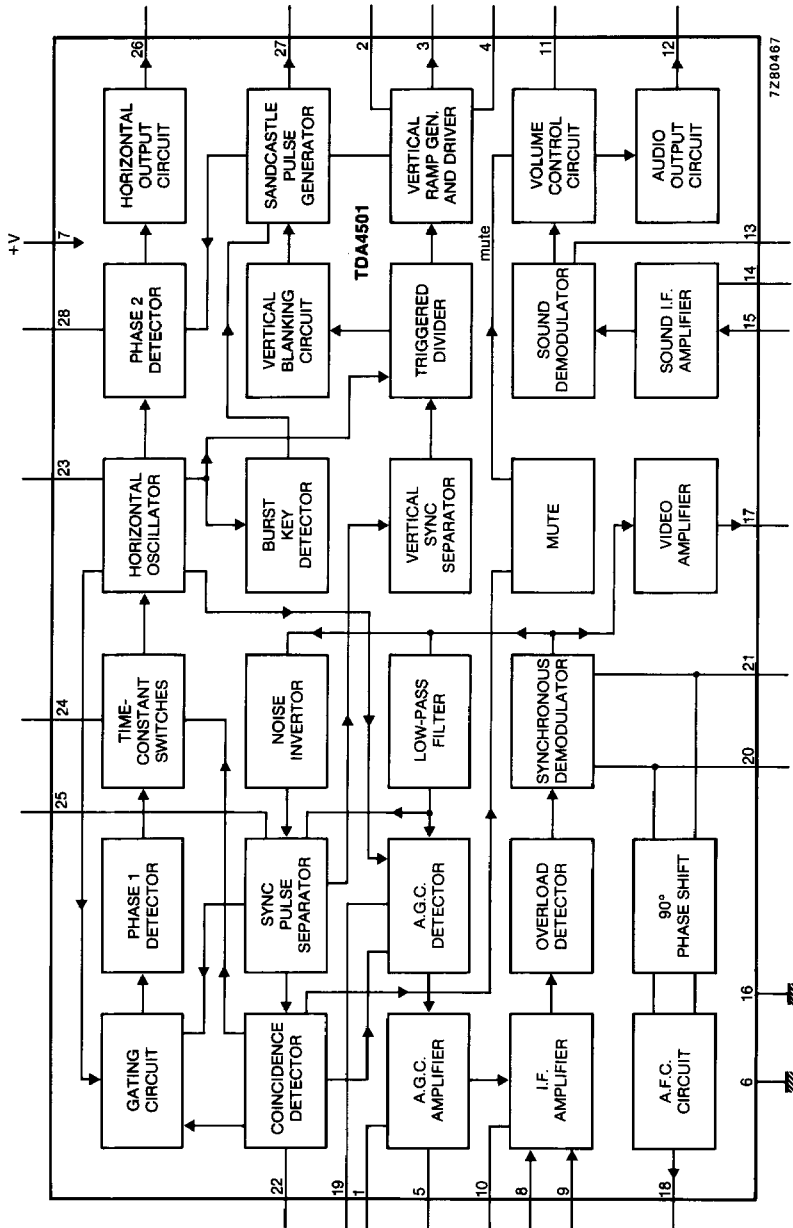 +V
7
28
23
24
25
26
HORIZONTAL
OUTPUT
CIRCUIT
PHASE 2
DETECTOR
HORIZONTAL
OSCILLATOR
TIME-
CONSTANT
SWITCHES
PHASE 1
DETECTOR
GATING
CIRCUIT
27
SANDCASTLE
PULSE
GENERATOR
VERTICAL
BLANKING
CIRCUIT
BURST
KEY
DETECTOR
NOISE
INVERTOR
SYNC
PULSE
SEPARATOR
COINCIDENCE
DETECTOR
22
TDA4501
2
3
4
VERTICAL
RAMP GEN.
AND DRIVER
TRIGGERED
DIVIDER
VERTICAL
SYNC
SEPARATOR
LOW-PASS
FILTER
A.G.C.
DETECTOR
A.G.C.
AMPLIFIER
19
1
5
11
VOLUME
CONTROL
CIRCUIT
mute
SOUND
DEMODULATOR
MUTE
SYNCHRONOUS
DEMODULATOR
OVERLOAD
DETECTOR
I.F.
AMPLIFIER
10
8
9
12
AUDIO
OUTPUT
CIRCUIT
SOUND I.F.
AMPLIFIER
VIDEO
AMPLIFIER
90°
PHASE SHIFT
A.F.C.
CIRCUIT
18
13
14
15
17
21
20
16
6
7Z80467